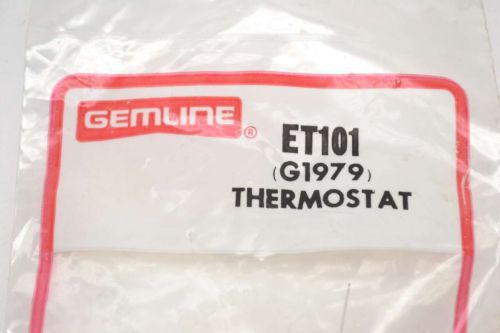 GEMLINE®
ET101
(G1979)
THERMOSTAT